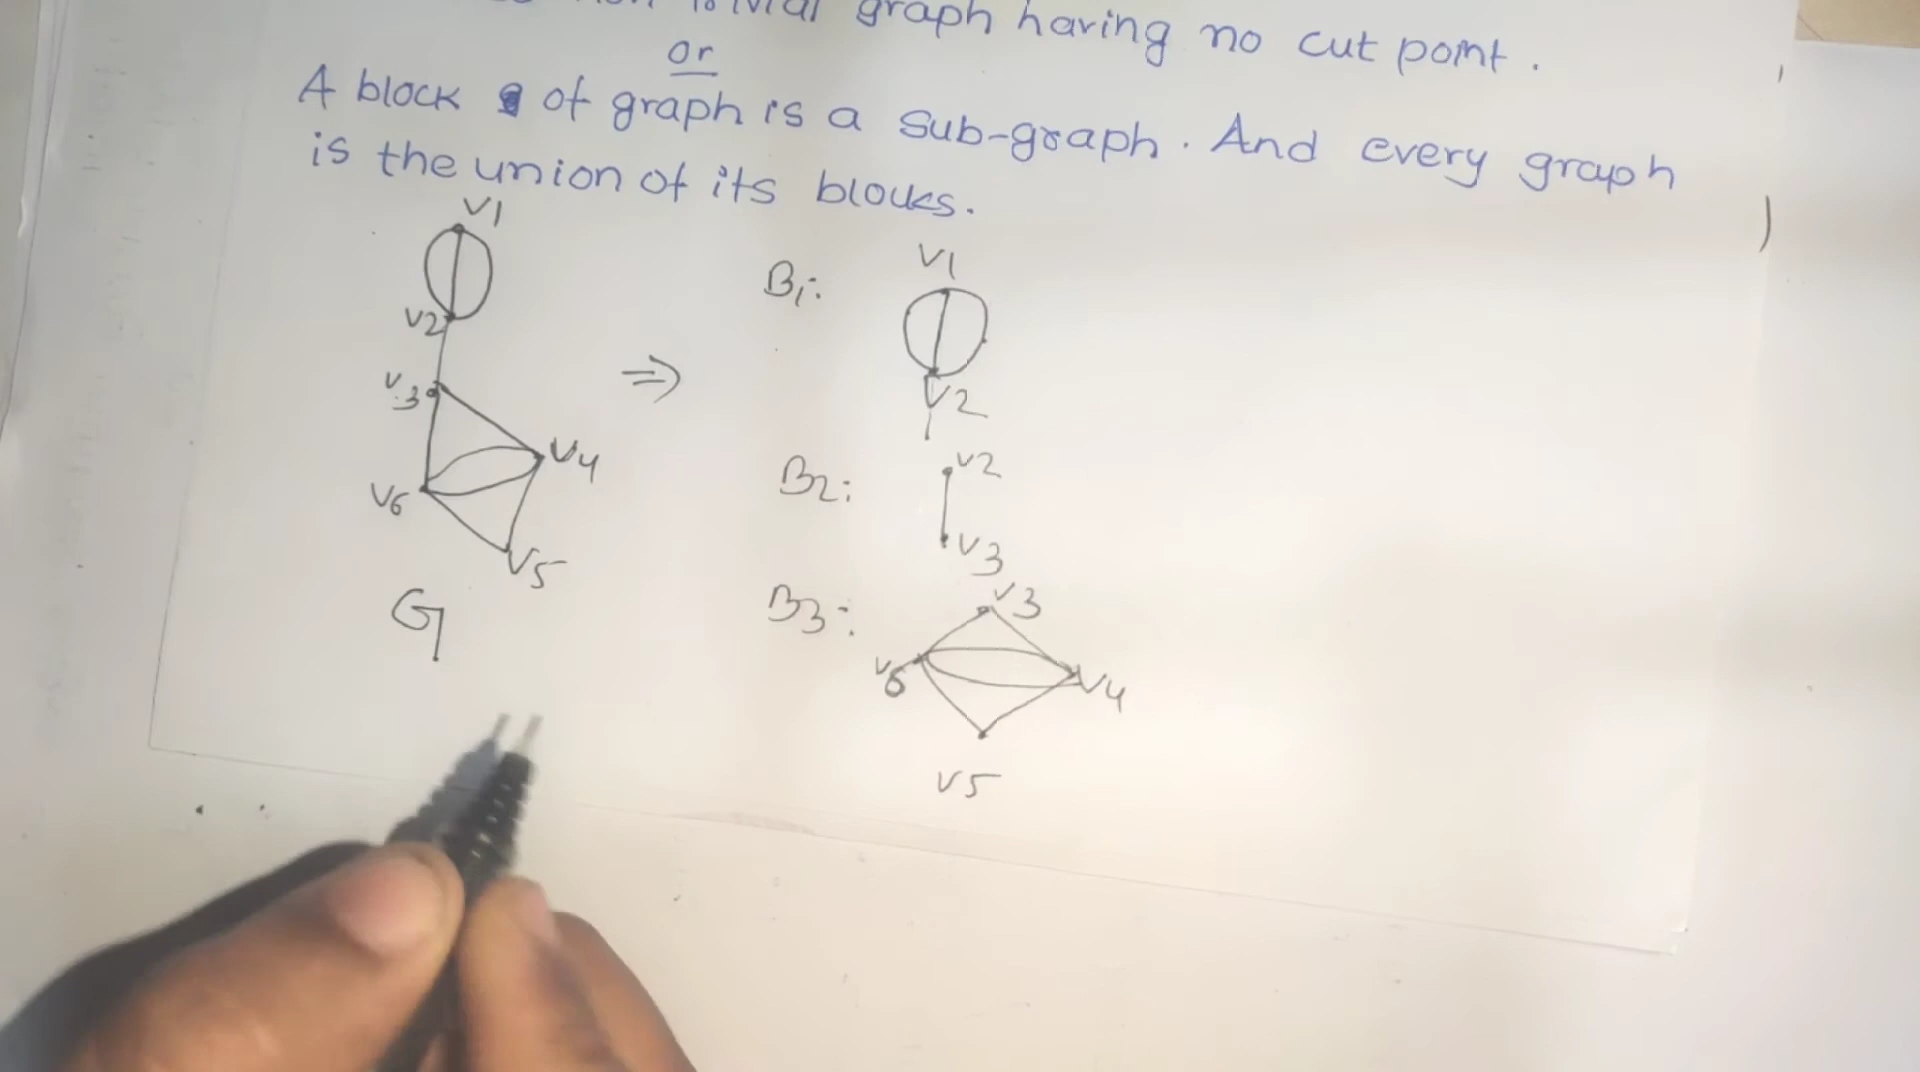 graph having no cut point.
or
A block of graph is a sub-graph. And every graph
is the union of its blocks.
V1
V2
V3
V4
V6
V5
G
⇒
B1:
V1
V2
B2:
V2
V3
B3:
V3
V6
V4
V5